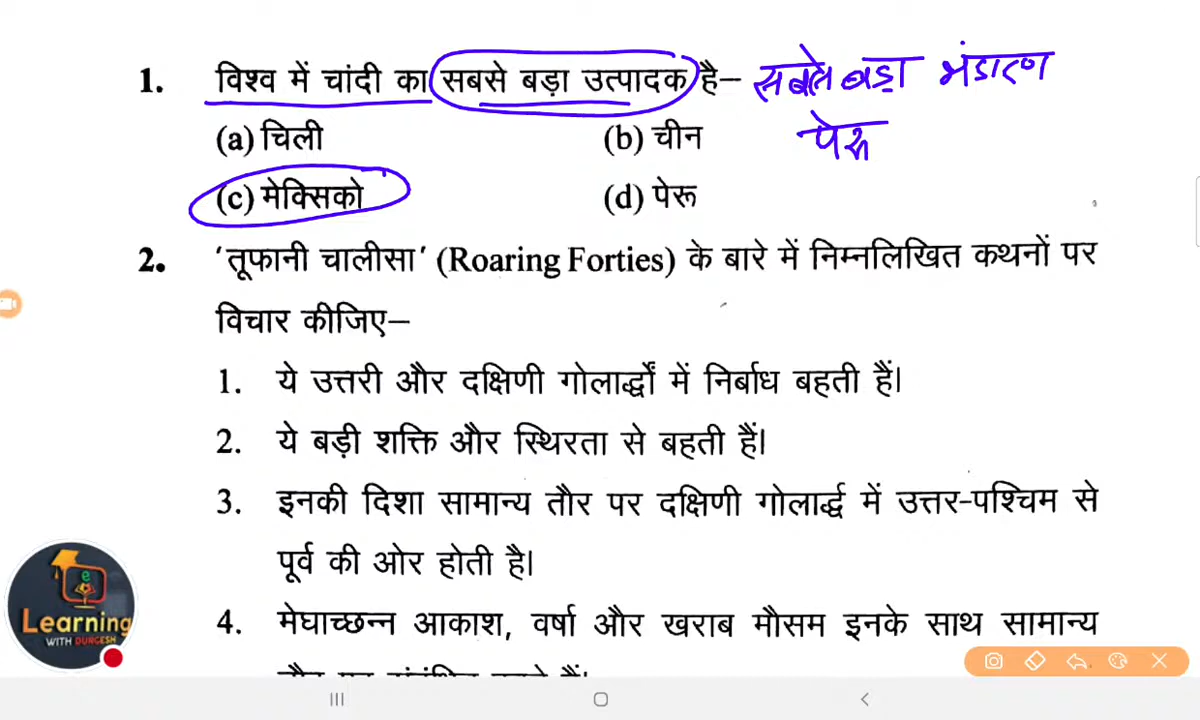 1. विश्व में चांदी का सबसे बड़ा उत्पादक है– सबसे बड़ा भंडारण
(a) चिली (b) चीन पेरू
(c) मेक्सिको (d) पेरू
2. 'तूफानी चालीसा' (Roaring Forties) के बारे में निम्नलिखित कथनों पर
विचार कीजिए–
1. ये उत्तरी और दक्षिणी गोलार्द्धों में निर्बाध बहती हैं।
2. ये बड़ी शक्ति और स्थिरता से बहती हैं।
3. इनकी दिशा सामान्य तौर पर दक्षिणी गोलार्द्ध में उत्तर-पश्चिम से
पूर्व की ओर होती है।
4. मेघाच्छन्न आकाश, वर्षा और खराब मौसम इनके साथ सामान्य
e
Learning
WITH DURGESH